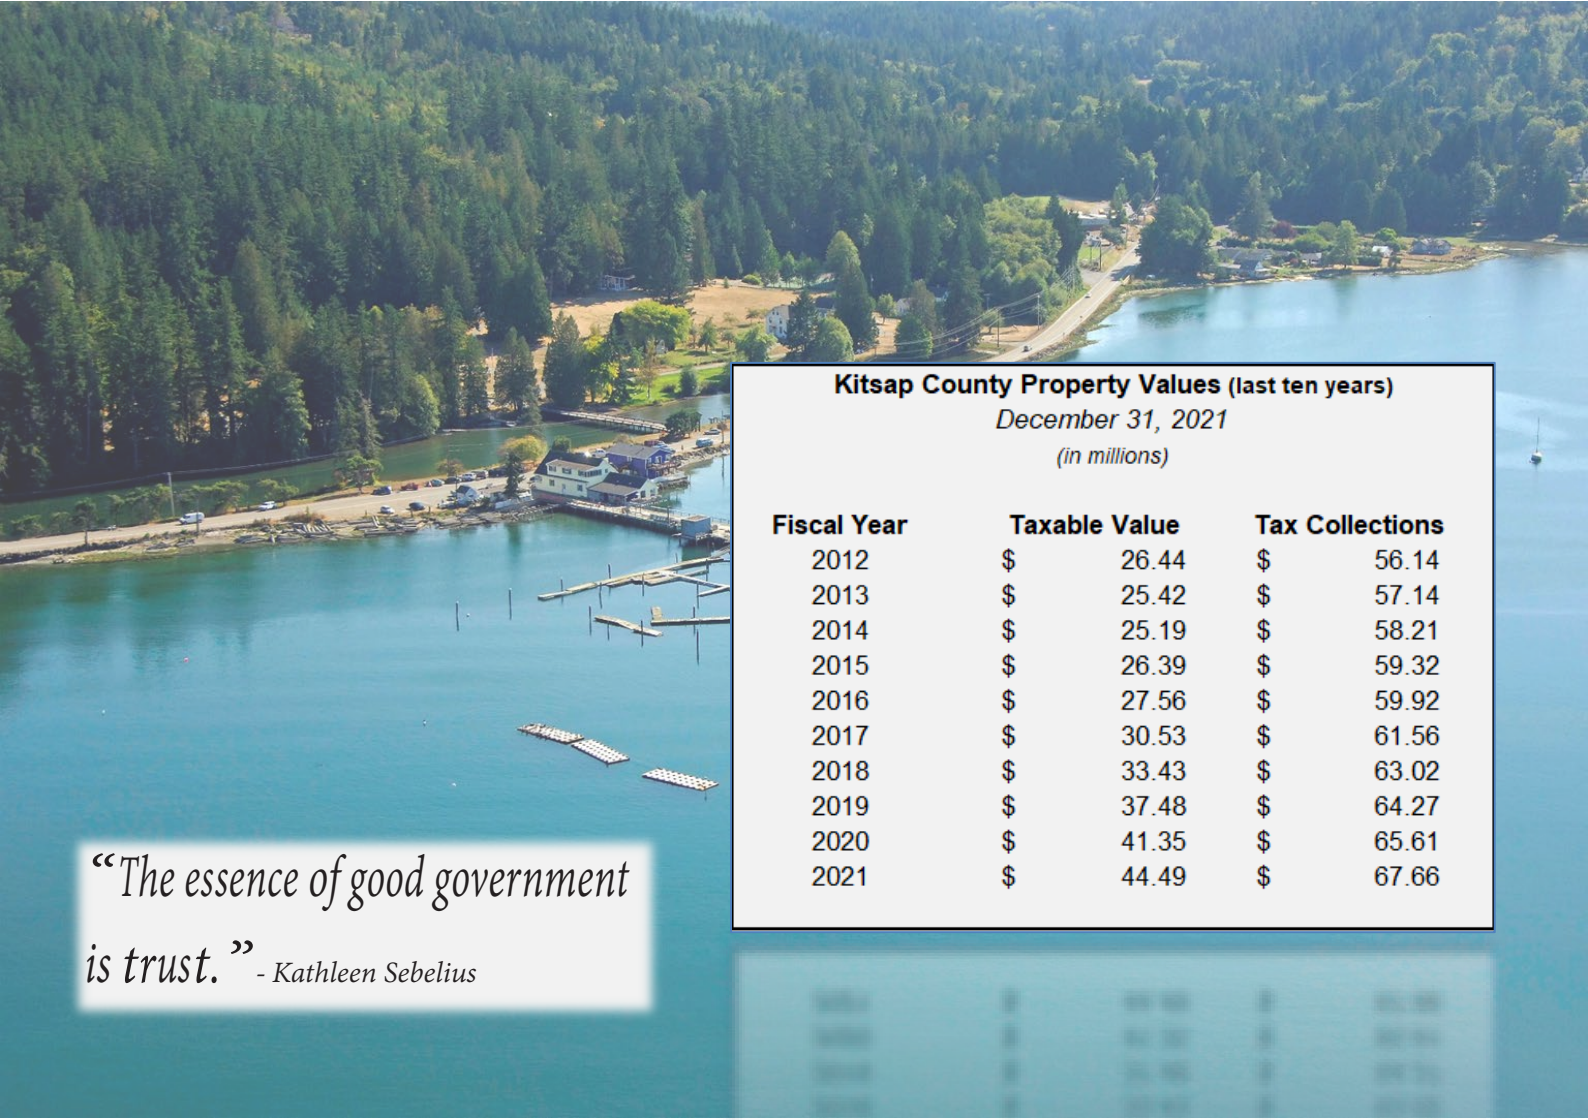 Kitsap County Property Values (last ten years)
December 31, 2021
(in millions)
Fiscal Year Taxable Value Tax Collections
2012 $ 26.44 $ 56.14
2013 $ 25.42 $ 57.14
2014 $ 25.19 $ 58.21
2015 $ 26.39 $ 59.32
2016 $ 27.56 $ 59.92
2017 $ 30.53 $ 61.56
2018 $ 33.43 $ 63.02
2019 $ 37.48 $ 64.27
2020 $ 41.35 $ 65.61
2021 $ 44.49 $ 67.66
“The essence of good government
is trust.” - Kathleen Sebelius